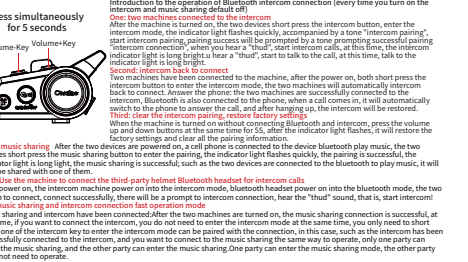 Introduction to the operation of Bluetooth intercom connection (every time you turn on the
intercom and music sharing default off)
ess simultaneously
for 5 seconds
ume-Key
Volume+Key
One: two machines connected to the intercom
After the machine is turned on, the two devices short press the intercom button, enter the
intercom mode, the indicator light flashes quickly, accompanied by a tone "intercom pairing",
start intercom pairing, pairing success will be prompted by a tone prompting successful pairing
"intercom connection", when you hear a "thud", start intercom calls, at this time, the intercom
indicator light is long bright.u hear a "thud", start to talk to the call, at this time, talk to the
indicator light is long bright.
Second: intercom back to connect
Two machines have been connected to the machine, after the power on, both short press the
intercom button to enter the intercom mode, the two machines will automatically intercom
back to connect. Answer the phone: the two machines are successfully connected to the
intercom, Bluetooth is also connected to the phone, when a call comes in, it will automatically
switch to the phone to answer the call, and after hanging up, the intercom will be restored.
Third: clear the intercom pairing, restore factory settings
When the machine is turned on without connecting Bluetooth and intercom, press the volume
up and down buttons at the same time for 5S, after the indicator light flashes, it will restore the
factory settings and clear all the pairing information.
music sharing After the two devices are powered on, a cell phone is connected to the device bluetooth play music, the two
es short press the music sharing button to enter the pairing, the indicator light flashes quickly, the pairing is successful, the
ator light is long light, the music sharing is successful; such as the two devices are connected to the bluetooth to play music, it will
be shared with one of them.
Use the machine to connect the third-party helmet Bluetooth headset for intercom calls
power on, the intercom machine power on into the intercom mode, bluetooth headset power on into the bluetooth mode, the two
n to connect, connect successfully, there will be a prompt to intercom connection, hear the "thud" sound, that is, start intercom!
usic sharing and intercom fast operation mode
sharing and intercom have been connected:After the two machines are turned on, the music sharing connection is successful, at
me, if you want to connect the intercom, you do not need to enter the intercom mode at the same time, you only need to short
one of the intercom key to enter the intercom mode can be paired with the connection, in this case, such as the intercom has been
ssfully connected to the intercom, and you want to connect to the music sharing the same way to operate, only one party can
the music sharing, and the other party can enter the music sharing.One party can enter the music sharing mode, the other party
not need to operate.